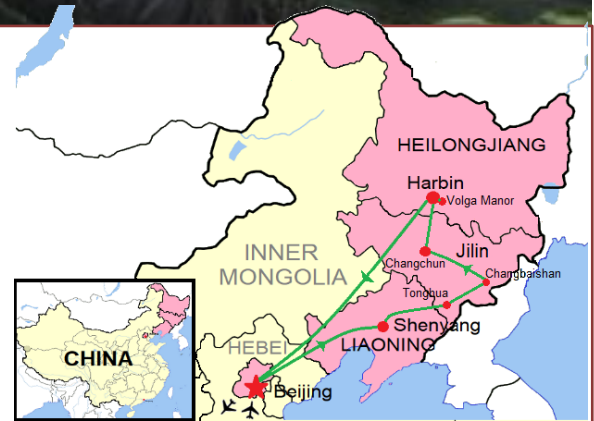 HEILONGJIANG
Harbin
Volga Manor
INNER
MONGOLIA
Jilin
Changchun
Changbaishan
Tonghua
Shenyang
LIAONING
HEBEI
Beijing
CHINA